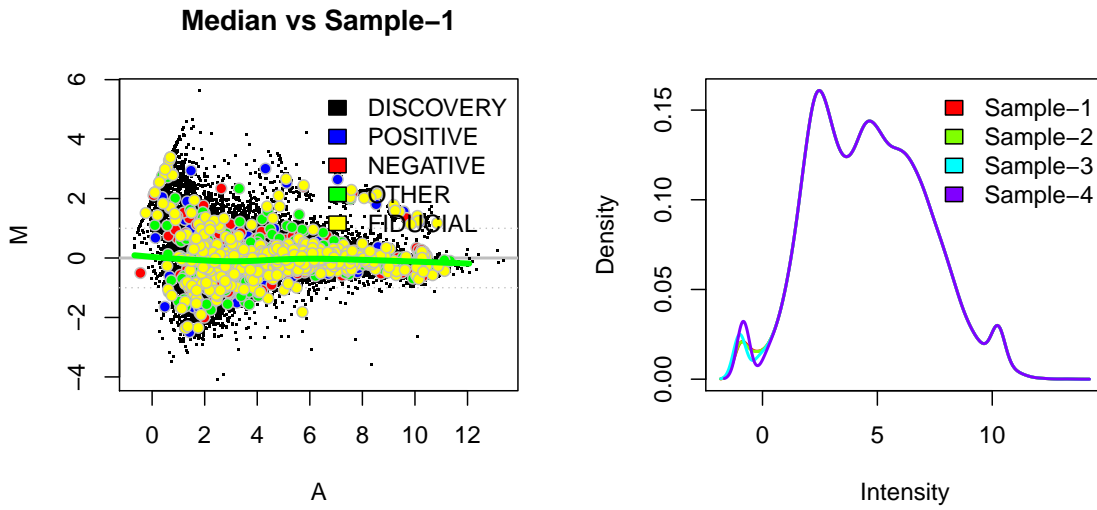 Median vs Sample−1
M
6
4
2
0
−2
−4
DISCOVERY
POSITIVE
NEGATIVE
OTHER
FIDUCIAL
0 2 4 6 8 10 12
A
Density
0.15
0.10
0.05
0.00
Sample−1
Sample−2
Sample−3
Sample−4
0 5 10
Intensity